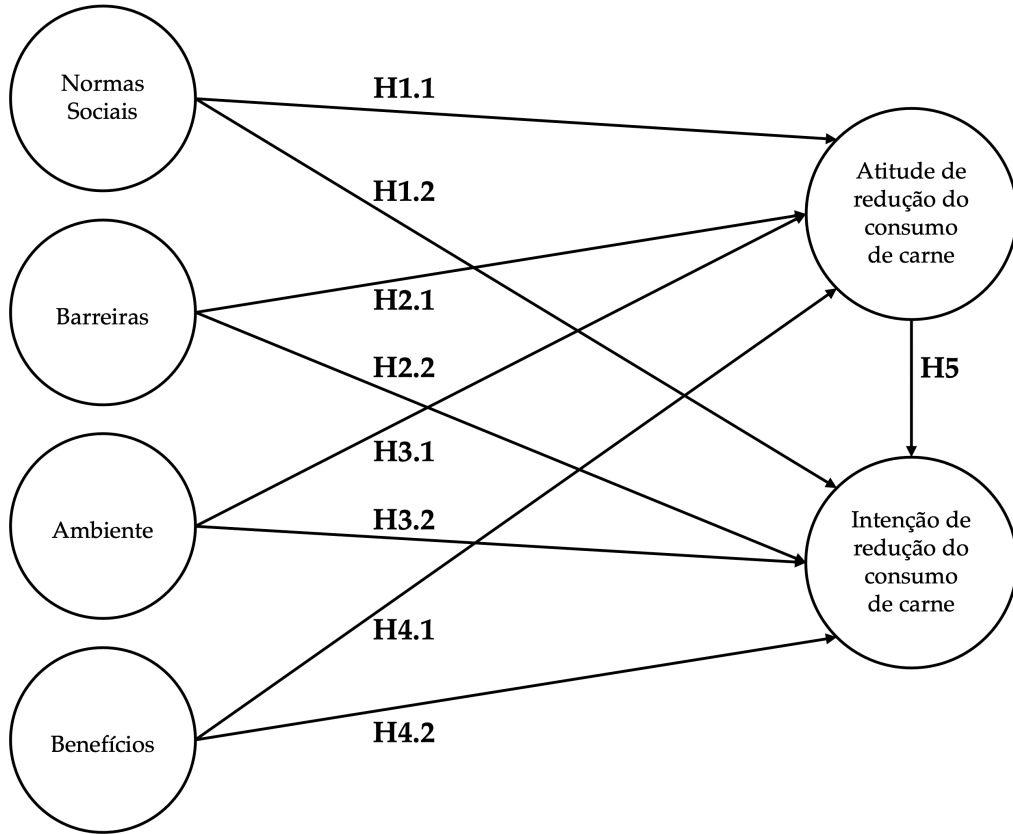 Normas
Sociais
Barreiras
Ambiente
Benefícios
H1.1
H1.2
H2.1
H2.2
H3.1
H3.2
H4.1
H4.2
Atitude de
redução do
consumo
de carne
H5
Intenção de
redução do
consumo
de carne